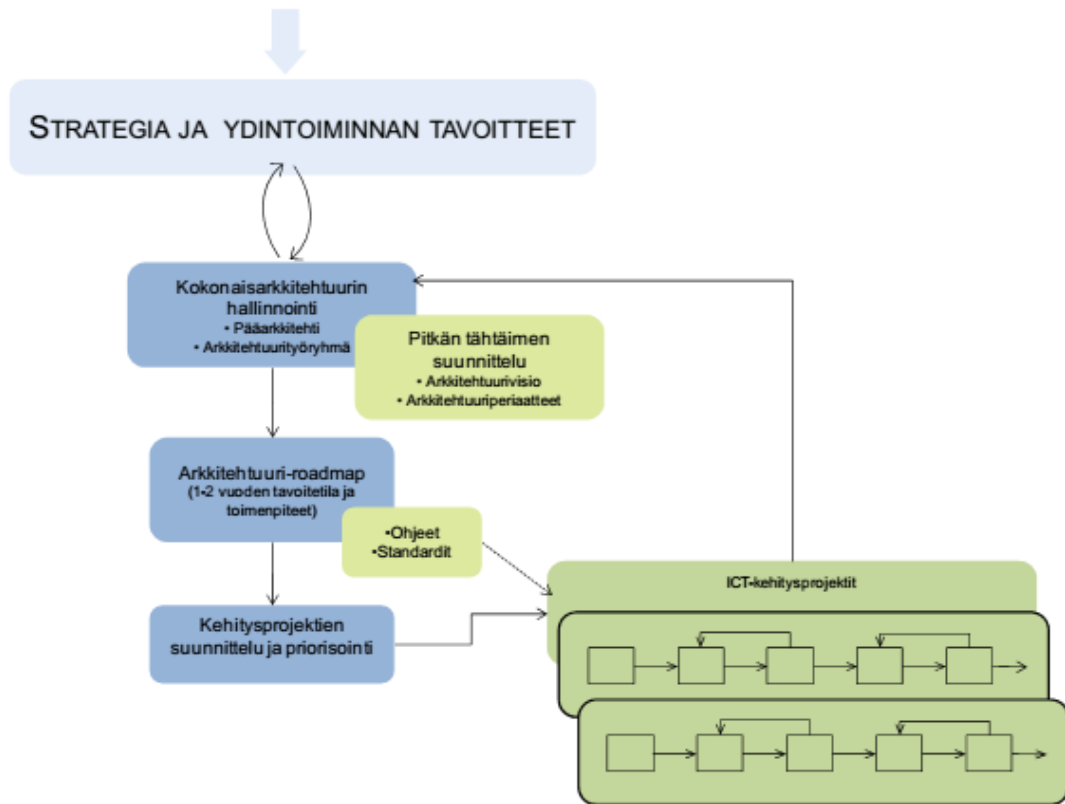 STRATEGIA JA YDINTOIMINNAN TAVOITTEET
Kokonaisarkkitehtuurin
hallinnointi
• Pääarkkitehti
• Arkkitehtuurityöryhmä
Pitkän tähtäimen
suunnittelu
• Arkkitehtuurivisio
• Arkkitehtuuriperiaatteet
Arkkitehtuuri-roadmap
(1-2 vuoden tavoitetila ja
toimenpiteet)
•Ohjeet
•Standardit
ICT-kehitysprojektit
Kehitysprojektien
suunnittelu ja priorisointi